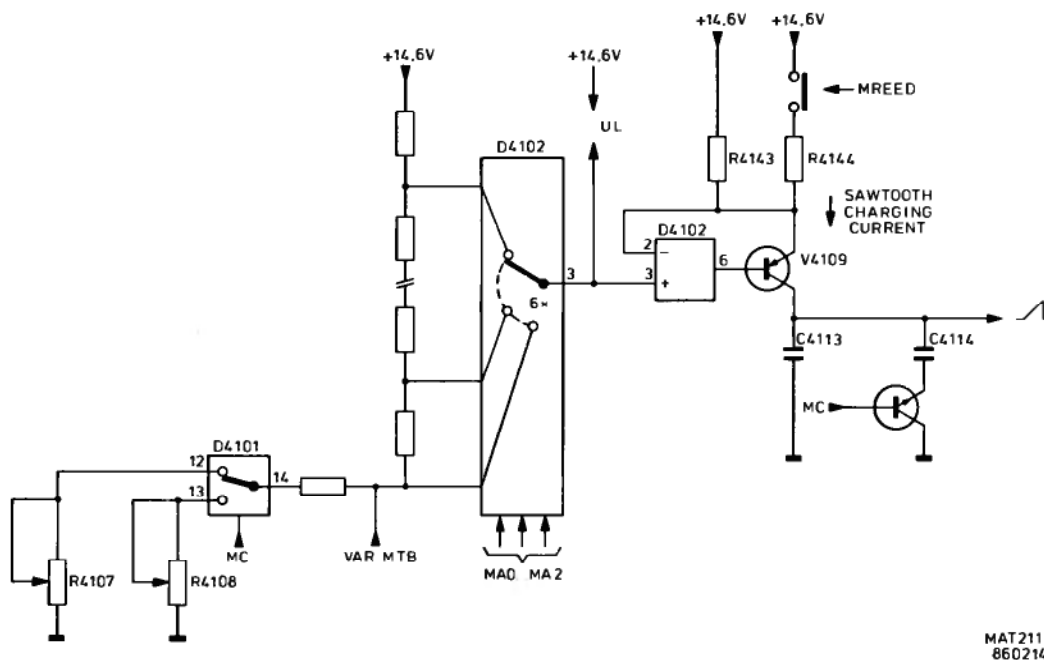 +14,6V +14,6V
+14,6V +14,6V
MREED
UL
D4102
R4143 R4144
SAWTOOTH
CHARGING
CURRENT
D4102
2 − 6 V4109
3 3 +
6×
C4113 C4114
MC
D4101
12 14
13
R4107 R4108
MC VAR MTB
MA0 MA2
MAT211
860214